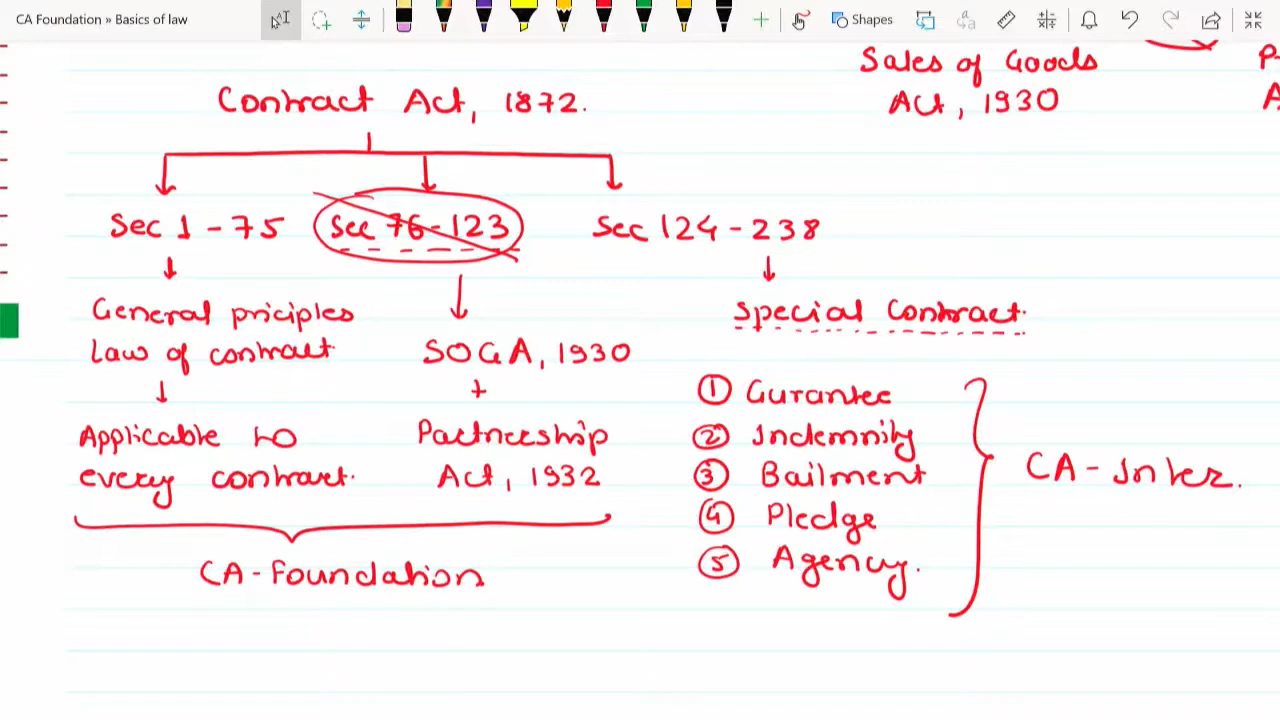 CA Foundation » Basics of law
Shapes
Sales of Goods
Act, 1930
P-
A
Contract Act, 1872.
Sec 1-75
Sec 76-123
Sec 124-238
General priciples
Law of contract
Applicable to
every contract.
SOGA, 1930
+
Partnership
Act, 1932
CA-Foundation
Special Contract.
① Gurantee
② Indemnity
③ Bailment
④ Pledge
⑤ Agency.
CA-Inter.